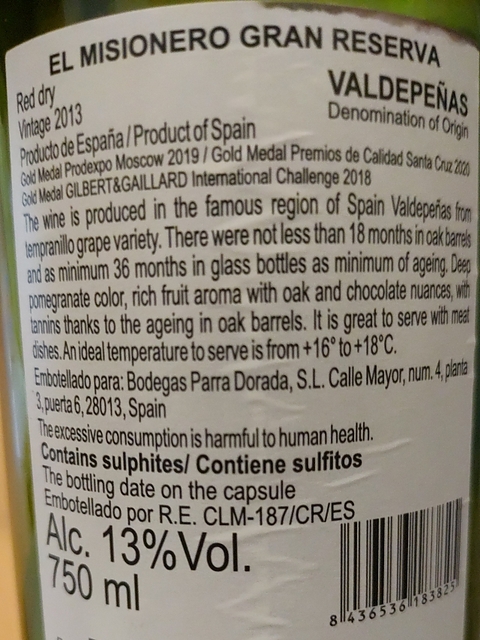 EL MISIONERO GRAN RESERVA
Red dry
Vintage 2013
VALDEPEÑAS
Denomination of Origin
Producto de España / Product of Spain
Gold Medal Prodexpo Moscow 2019 / Gold Medal Premios de Calidad Santa Cruz 2020
Gold Medal GILBERT&GAILLARD International Challenge 2018
The wine is produced in the famous region of Spain Valdepeñas from
tempranillo grape variety. There were not less than 18 months in oak barrels
and as minimum 36 months in glass bottles as minimum of ageing. Deep
pomegranate color, rich fruit aroma with oak and chocolate nuances, with
tannins thanks to the ageing in oak barrels. It is great to serve with meat
dishes. An ideal temperature to serve is from +16° to +18°C.
Embotellado para: Bodegas Parra Dorada, S.L. Calle Mayor, num. 4, planta
3, puerta 6, 28013, Spain
The excessive consumption is harmful to human health.
Contains sulphites/ Contiene sulfitos
The bottling date on the capsule
Embotellado por R.E. CLM-187/CR/ES
Alc. 13%Vol.
750 ml
8 436536 183825